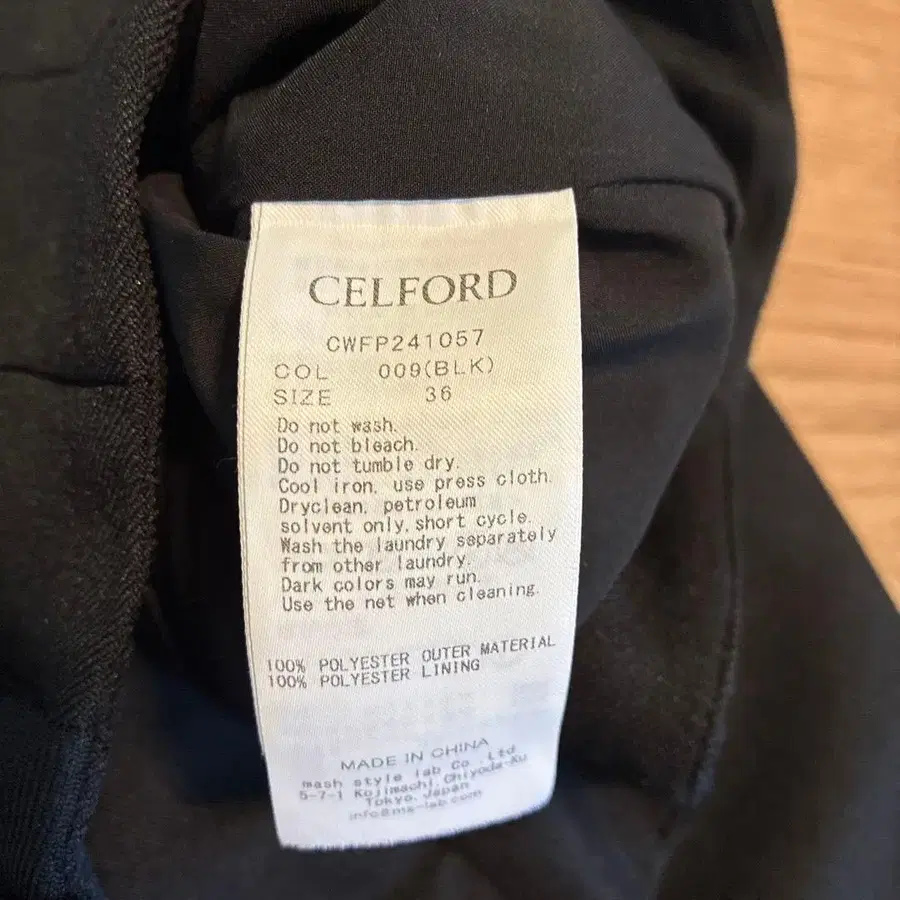 CELFORD
CWFP241057
COL 009(BLK)
SIZE 36
Do not wash.
Do not bleach.
Do not tumble dry.
Cool iron, use press cloth.
Dryclean, petroleum
solvent only, short cycle.
Wash the laundry separately
from other laundry.
Dark colors may run.
Use the net when cleaning.
100% POLYESTER OUTER MATERIAL
100% POLYESTER LINING
MADE IN CHINA
mash style lab Co.,Ltd.
5-7-1 Kojimachi,Chiyoda-Ku
Tokyo,Japan
info@ms-lab.com